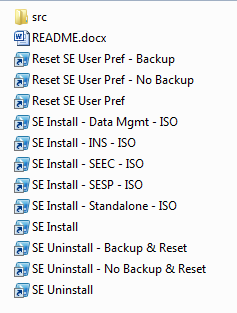 src
README.docx
Reset SE User Pref - Backup
Reset SE User Pref - No Backup
Reset SE User Pref
SE Install - Data Mgmt - ISO
SE Install - INS - ISO
SE Install - SEEC - ISO
SE Install - SESP - ISO
SE Install - Standalone - ISO
SE Install
SE Uninstall - Backup & Reset
SE Uninstall - No Backup & Reset
SE Uninstall